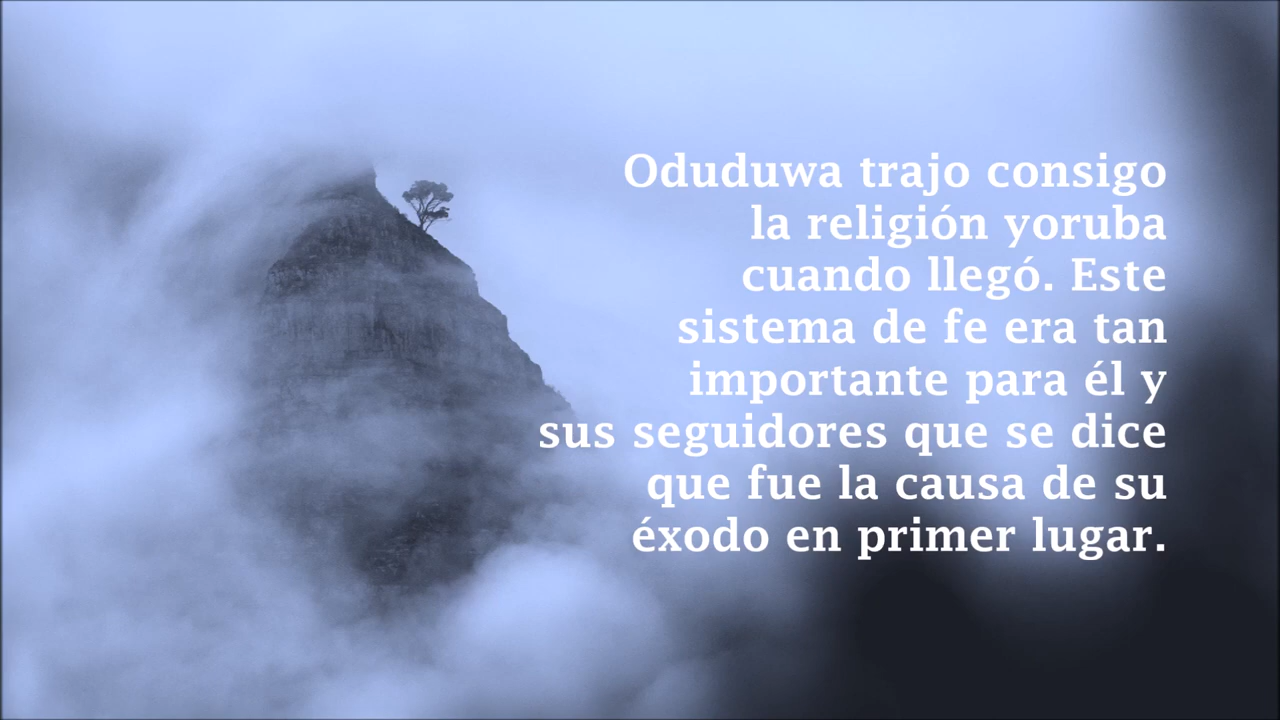 Oduduwa trajo consigo
la religión yoruba
cuando llegó. Este
sistema de fe era tan
importante para él y
sus seguidores que se dice
que fue la causa de su
éxodo en primer lugar.